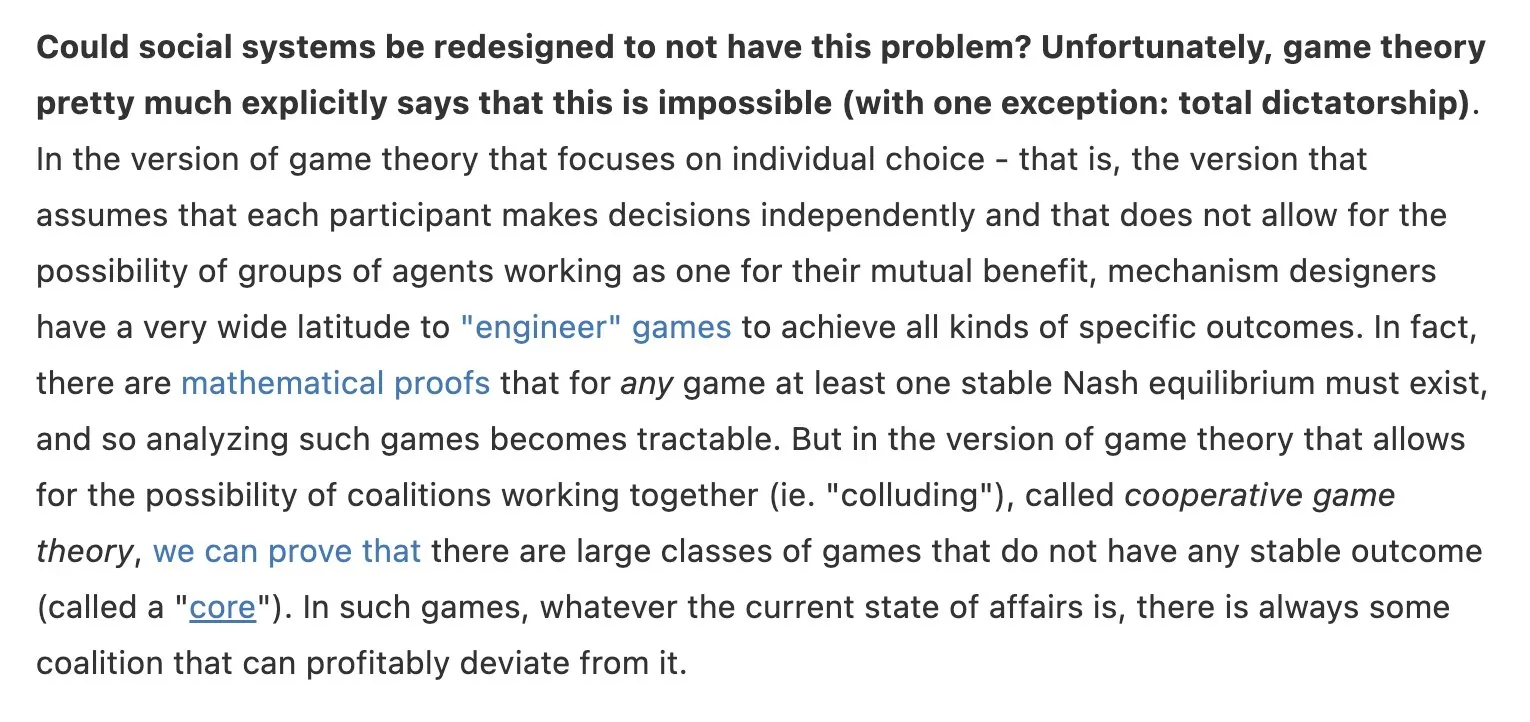 Could social systems be redesigned to not have this problem? Unfortunately, game theory
pretty much explicitly says that this is impossible (with one exception: total dictatorship).
In the version of game theory that focuses on individual choice - that is, the version that
assumes that each participant makes decisions independently and that does not allow for the
possibility of groups of agents working as one for their mutual benefit, mechanism designers
have a very wide latitude to "engineer" games to achieve all kinds of specific outcomes. In fact,
there are mathematical proofs that for any game at least one stable Nash equilibrium must exist,
and so analyzing such games becomes tractable. But in the version of game theory that allows
for the possibility of coalitions working together (ie. "colluding"), called cooperative game
theory, we can prove that there are large classes of games that do not have any stable outcome
(called a "core"). In such games, whatever the current state of affairs is, there is always some
coalition that can profitably deviate from it.